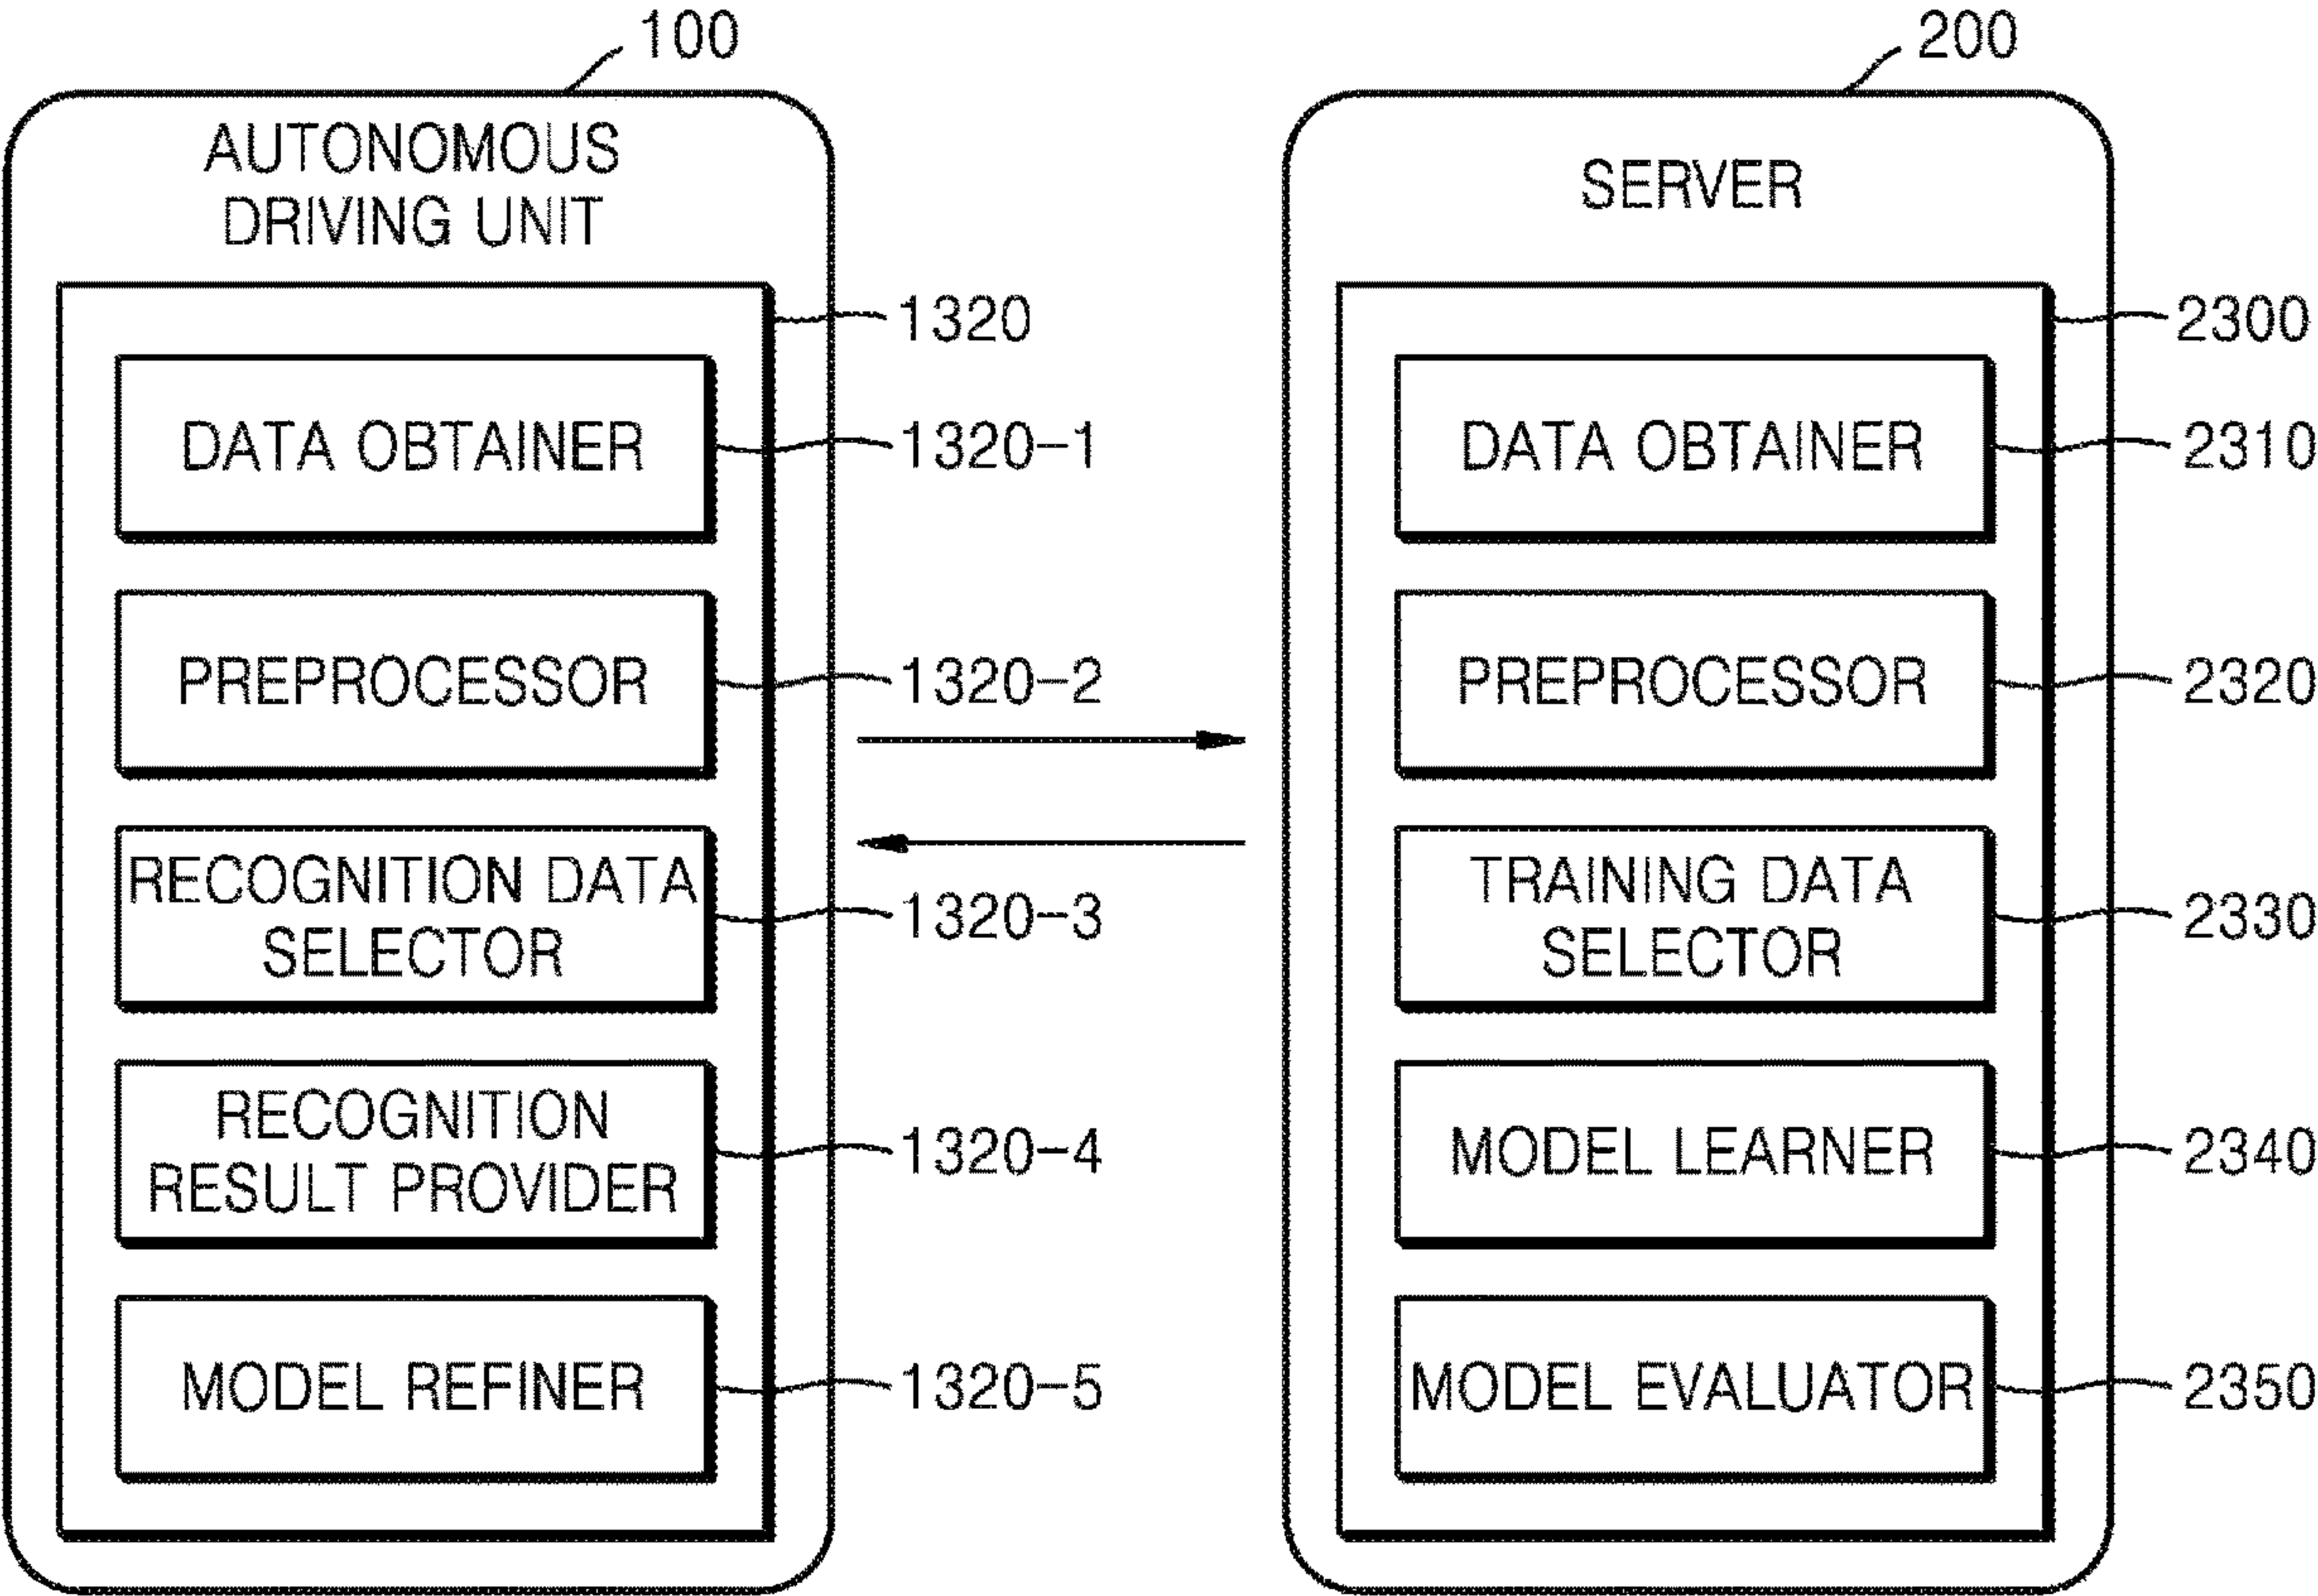 100
AUTONOMOUS
DRIVING UNIT
1320
DATA OBTAINER
1320-1
PREPROCESSOR
1320-2
RECOGNITION DATA
SELECTOR
1320-3
RECOGNITION
RESULT PROVIDER
1320-4
MODEL REFINER
1320-5
200
SERVER
2300
DATA OBTAINER
2310
PREPROCESSOR
2320
TRAINING DATA
SELECTOR
2330
MODEL LEARNER
2340
MODEL EVALUATOR
2350